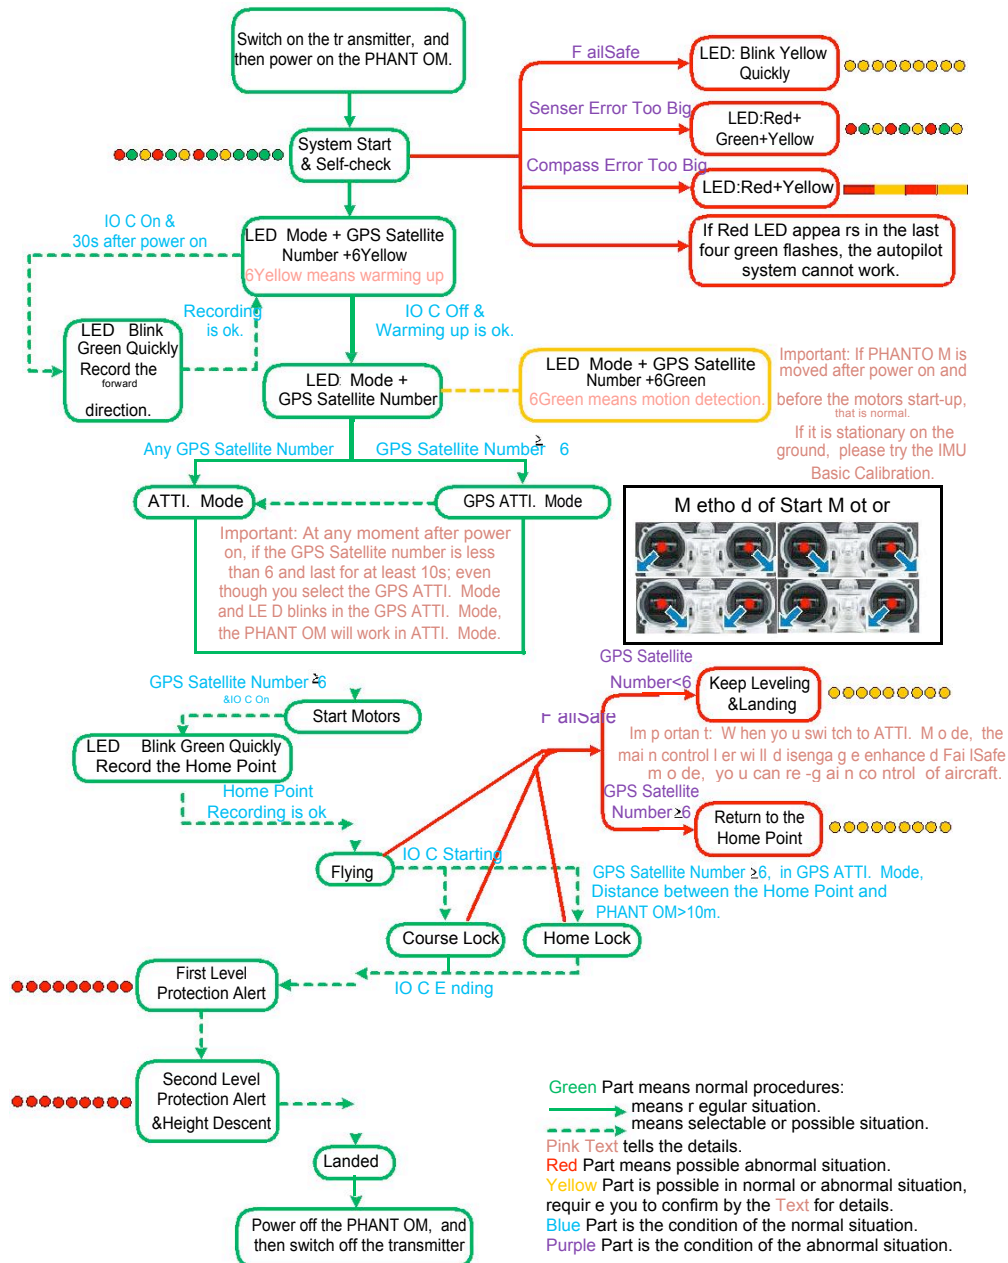 Switch on the tr ansmitter, and
then power on the PHANT OM.
F ailSafe
LED: Blink Yellow
Quickly
Senser Error Too Big
LED:Red+
Green+Yellow
System Start
& Self-check
Compass Error Too Big
LED:Red+Yellow
IO C On &
30s after power on
LED Mode + GPS Satellite
Number +6Yellow
6Yellow means warming up
If Red LED appea rs in the last
four green flashes, the autopilot
system cannot work.
Recording
is ok.
IO C Off &
Warming up is ok.
LED Blink
Green Quickly
Record the
forward
direction.
LED: Mode +
GPS Satellite Number
LED Mode + GPS Satellite
Number +6Green
6Green means motion detection.
Important: If PHANTO M is
moved after power on and
before the motors start-up,
that is normal.
If it is stationary on the
ground, please try the IMU
Basic Calibration.
Any GPS Satellite Number
GPS Satellite Number ≥ 6
ATTI. Mode
GPS ATTI. Mode
Important: At any moment after power
on, if the GPS Satellite number is less
than 6 and last for at least 10s; even
though you select the GPS ATTI. Mode
and LE D blinks in the GPS ATTI. Mode,
the PHANT OM will work in ATTI. Mode.
M etho d of Start M ot or
GPS Satellite Number ≥6
&IO C On
Start Motors
LED Blink Green Quickly
Record the Home Point
Home Point
Recording is ok
GPS Satellite
Number<6
F ailSafe
Keep Leveling
&Landing
Im p ortan t: W hen yo u swi tch to ATTI. M o de, the
mai n control l er wi ll d isenga g e enhance d Fai lSafe
m o de, yo u can re -g ai n co ntrol of aircraft.
GPS Satellite
Number≥6
Return to the
Home Point
Flying
IO C Starting
GPS Satellite Number ≥6, in GPS ATTI. Mode,
Distance between the Home Point and
PHANT OM>10m.
Course Lock
Home Lock
IO C E nding
First Level
Protection Alert
Second Level
Protection Alert
&Height Descent
Landed
Power off the PHANT OM, and
then switch off the transmitter
Green Part means normal procedures:
means r egular situation.
means selectable or possible situation.
Pink Text tells the details.
Red Part means possible abnormal situation.
Yellow Part is possible in normal or abnormal situation,
requir e you to confirm by the Text for details.
Blue Part is the condition of the normal situation.
Purple Part is the condition of the abnormal situation.